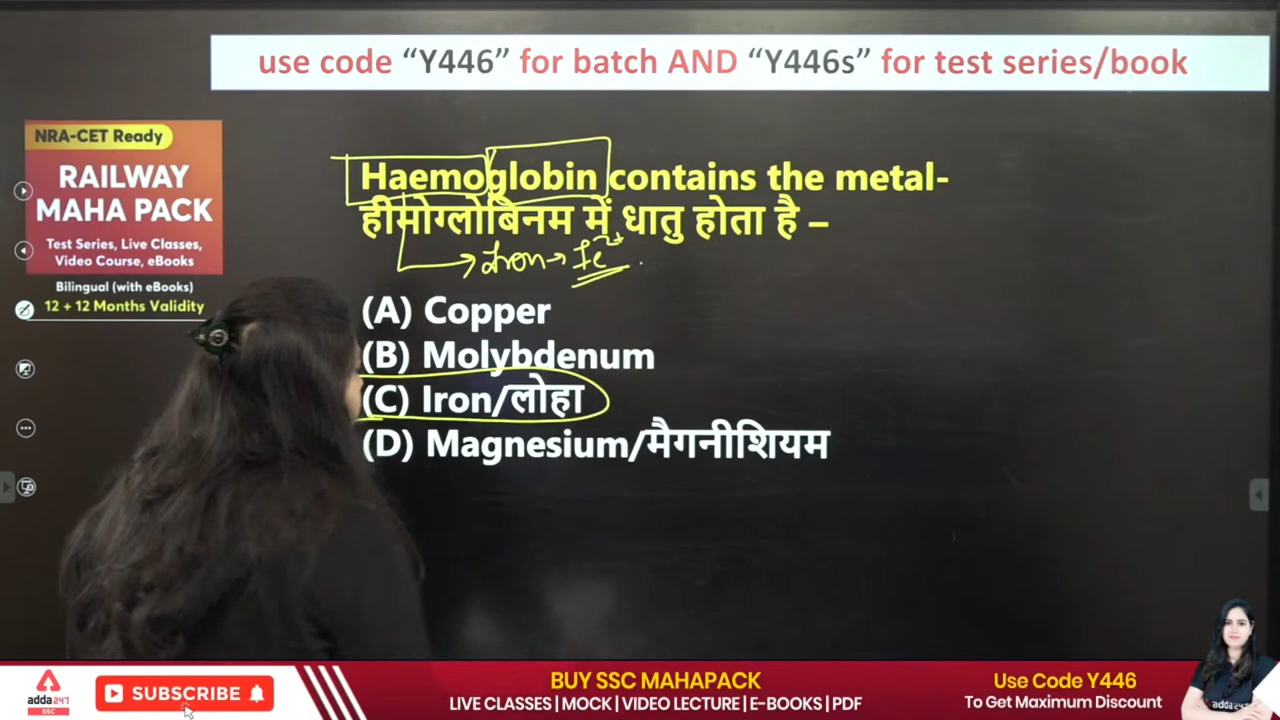 use code “Y446” for batch AND “Y446s” for test series/book
NRA-CET Ready
RAILWAY
MAHA PACK
Test Series, Live Classes,
Video Course, eBooks
Bilingual (with eBooks)
12 + 12 Months Validity
Haemoglobin contains the metal-
हीमोग्लोबिनम में धातु होता है –
Iron → Fe²⁺
(A) Copper
(B) Molybdenum
(C) Iron/लोहा
(D) Magnesium/मैगनीशियम
adda247
SSC
SUBSCRIBE
BUY SSC MAHAPACK
LIVE CLASSES | MOCK | VIDEO LECTURE | E-BOOKS | PDF
Use Code Y446
To Get Maximum Discount
adda247